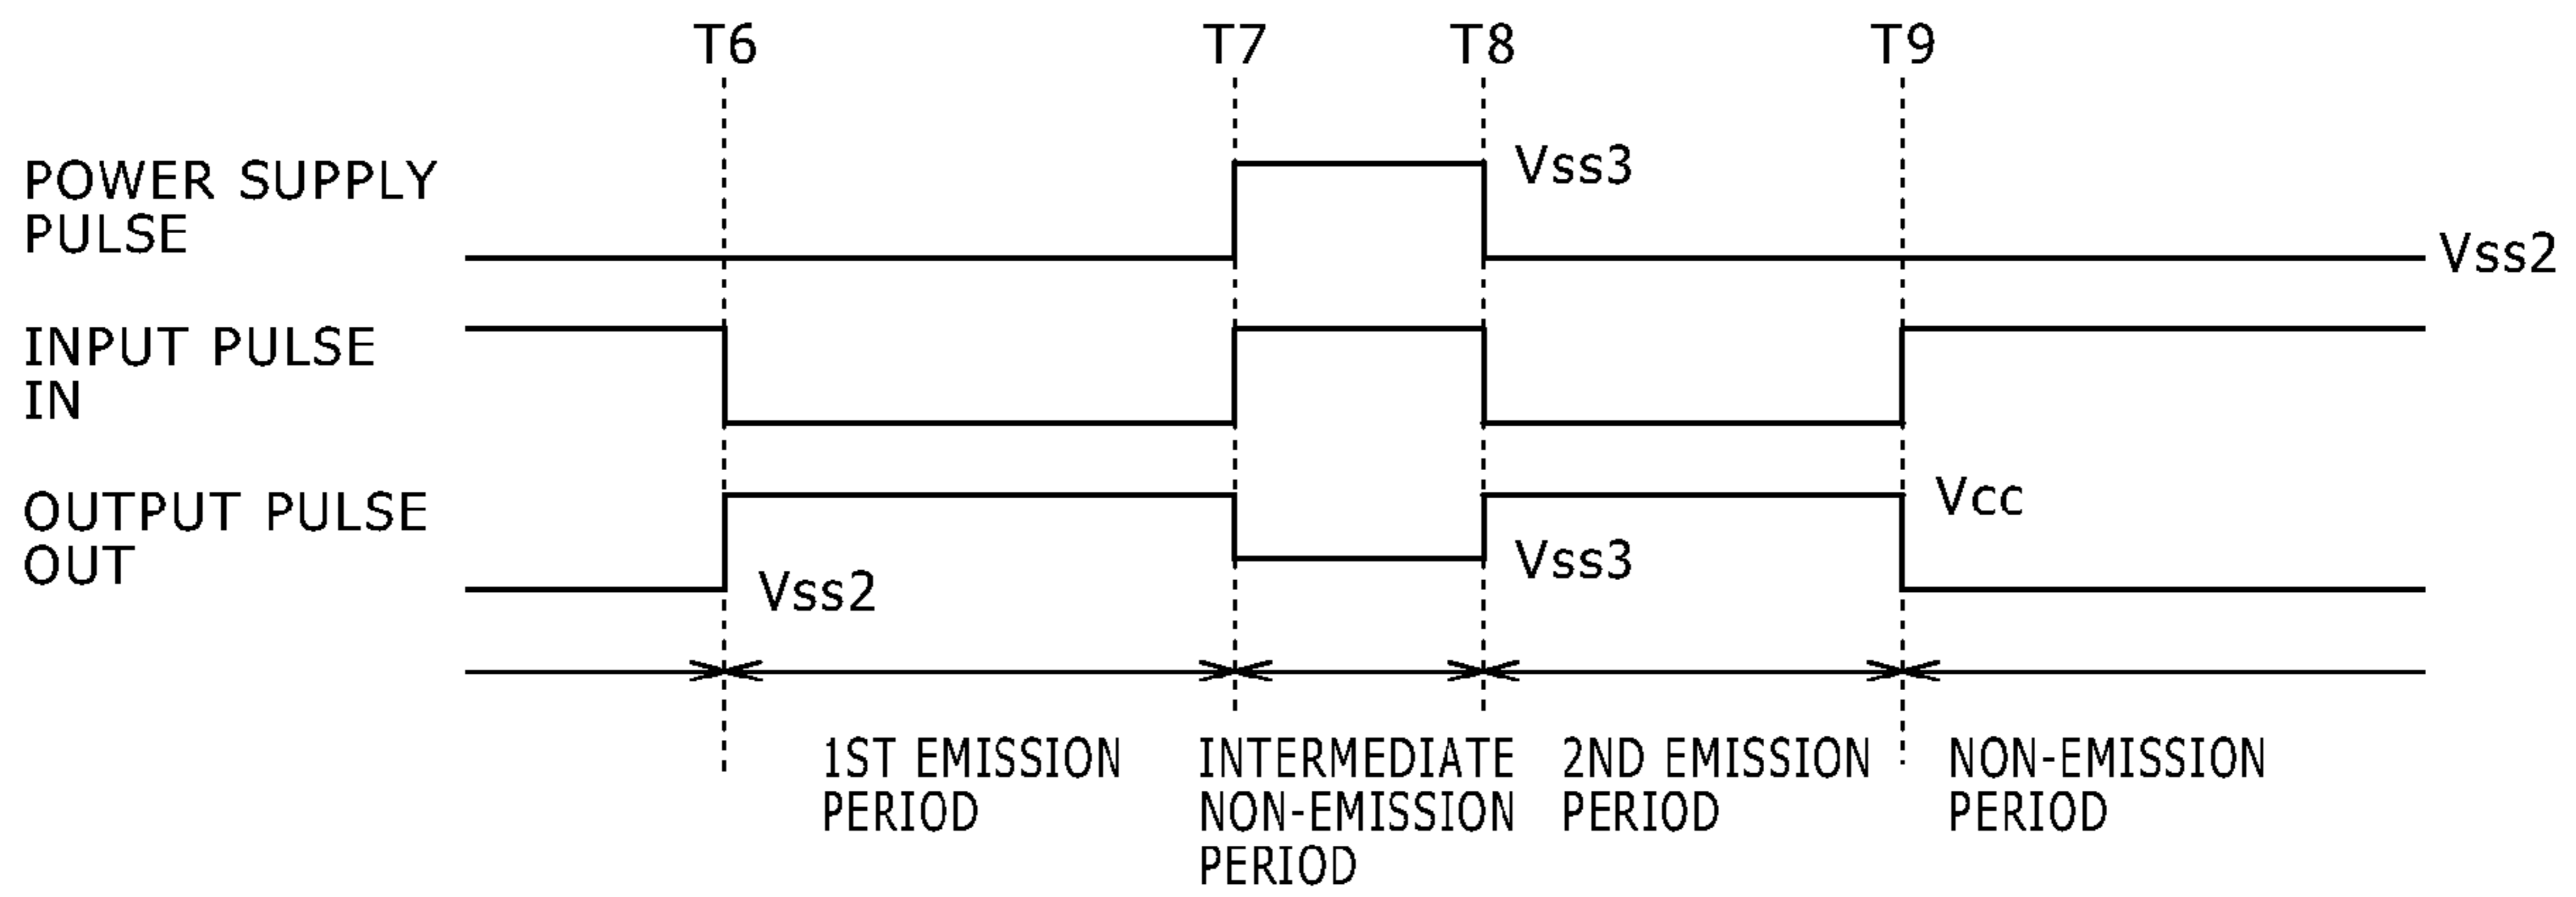 T6 T7 T8 T9
POWER SUPPLY
PULSE
Vss3
Vss2
INPUT PULSE
IN
OUTPUT PULSE
OUT
Vcc
Vss3
Vss2
1ST EMISSION
PERIOD
INTERMEDIATE
NON-EMISSION
PERIOD
2ND EMISSION
PERIOD
NON-EMISSION
PERIOD